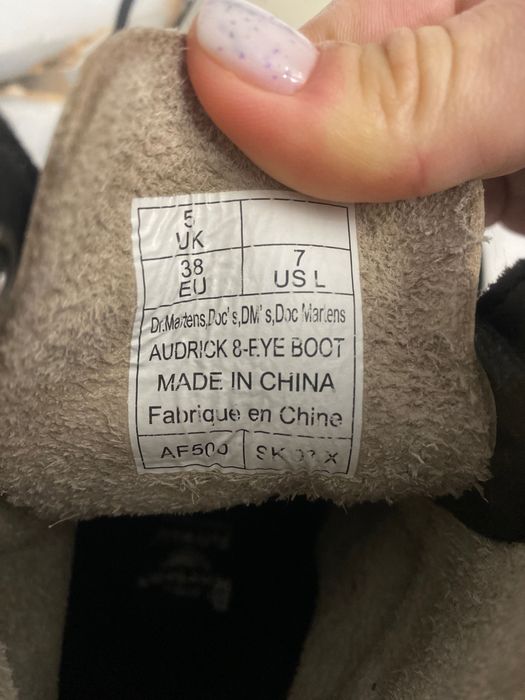 5
UK
38
EU
7
US L
Dr.Martens,Doc's,DM's,Doc Martens
AUDRICK 8-EYE BOOT
MADE IN CHINA
Fabrique en Chine
AF500
SK
X